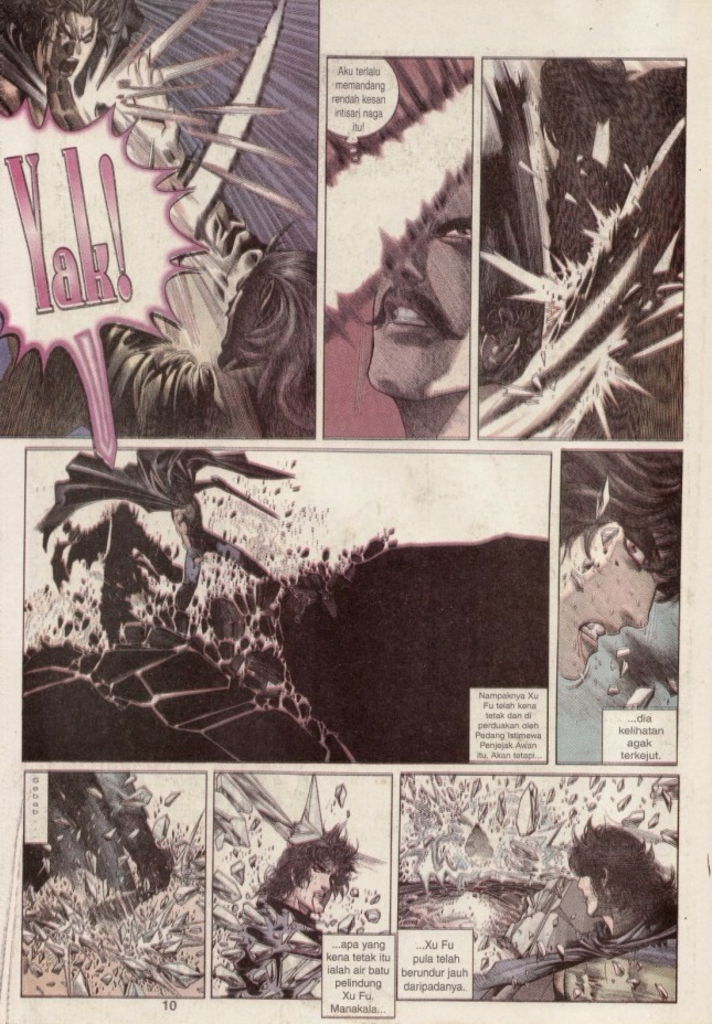 Yak!
Aku terlalu
memandang
rendah kesan
intisari naga
itu!
Nampaknya Xu
Fu telah kena
tetak dan di
perduakan oleh
Pedang Istimewa
Penjejak Awan
itu. Akan tetapi...
...dia
kelihatan
agak
terkejut.
Sebab...
...apa yang
kena tetak itu
ialah air batu
pelindung
Xu Fu.
Manakala...
...Xu Fu
pula telah
berundur jauh
daripadanya.
10